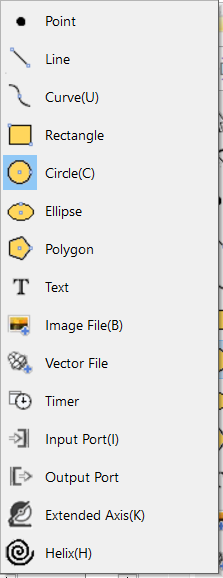 Point
Line
Curve(U)
Rectangle
Circle(C)
Ellipse
Polygon
Text
Image File(B)
Vector File
Timer
Input Port(I)
Output Port
Extended Axis(K)
Helix(H)